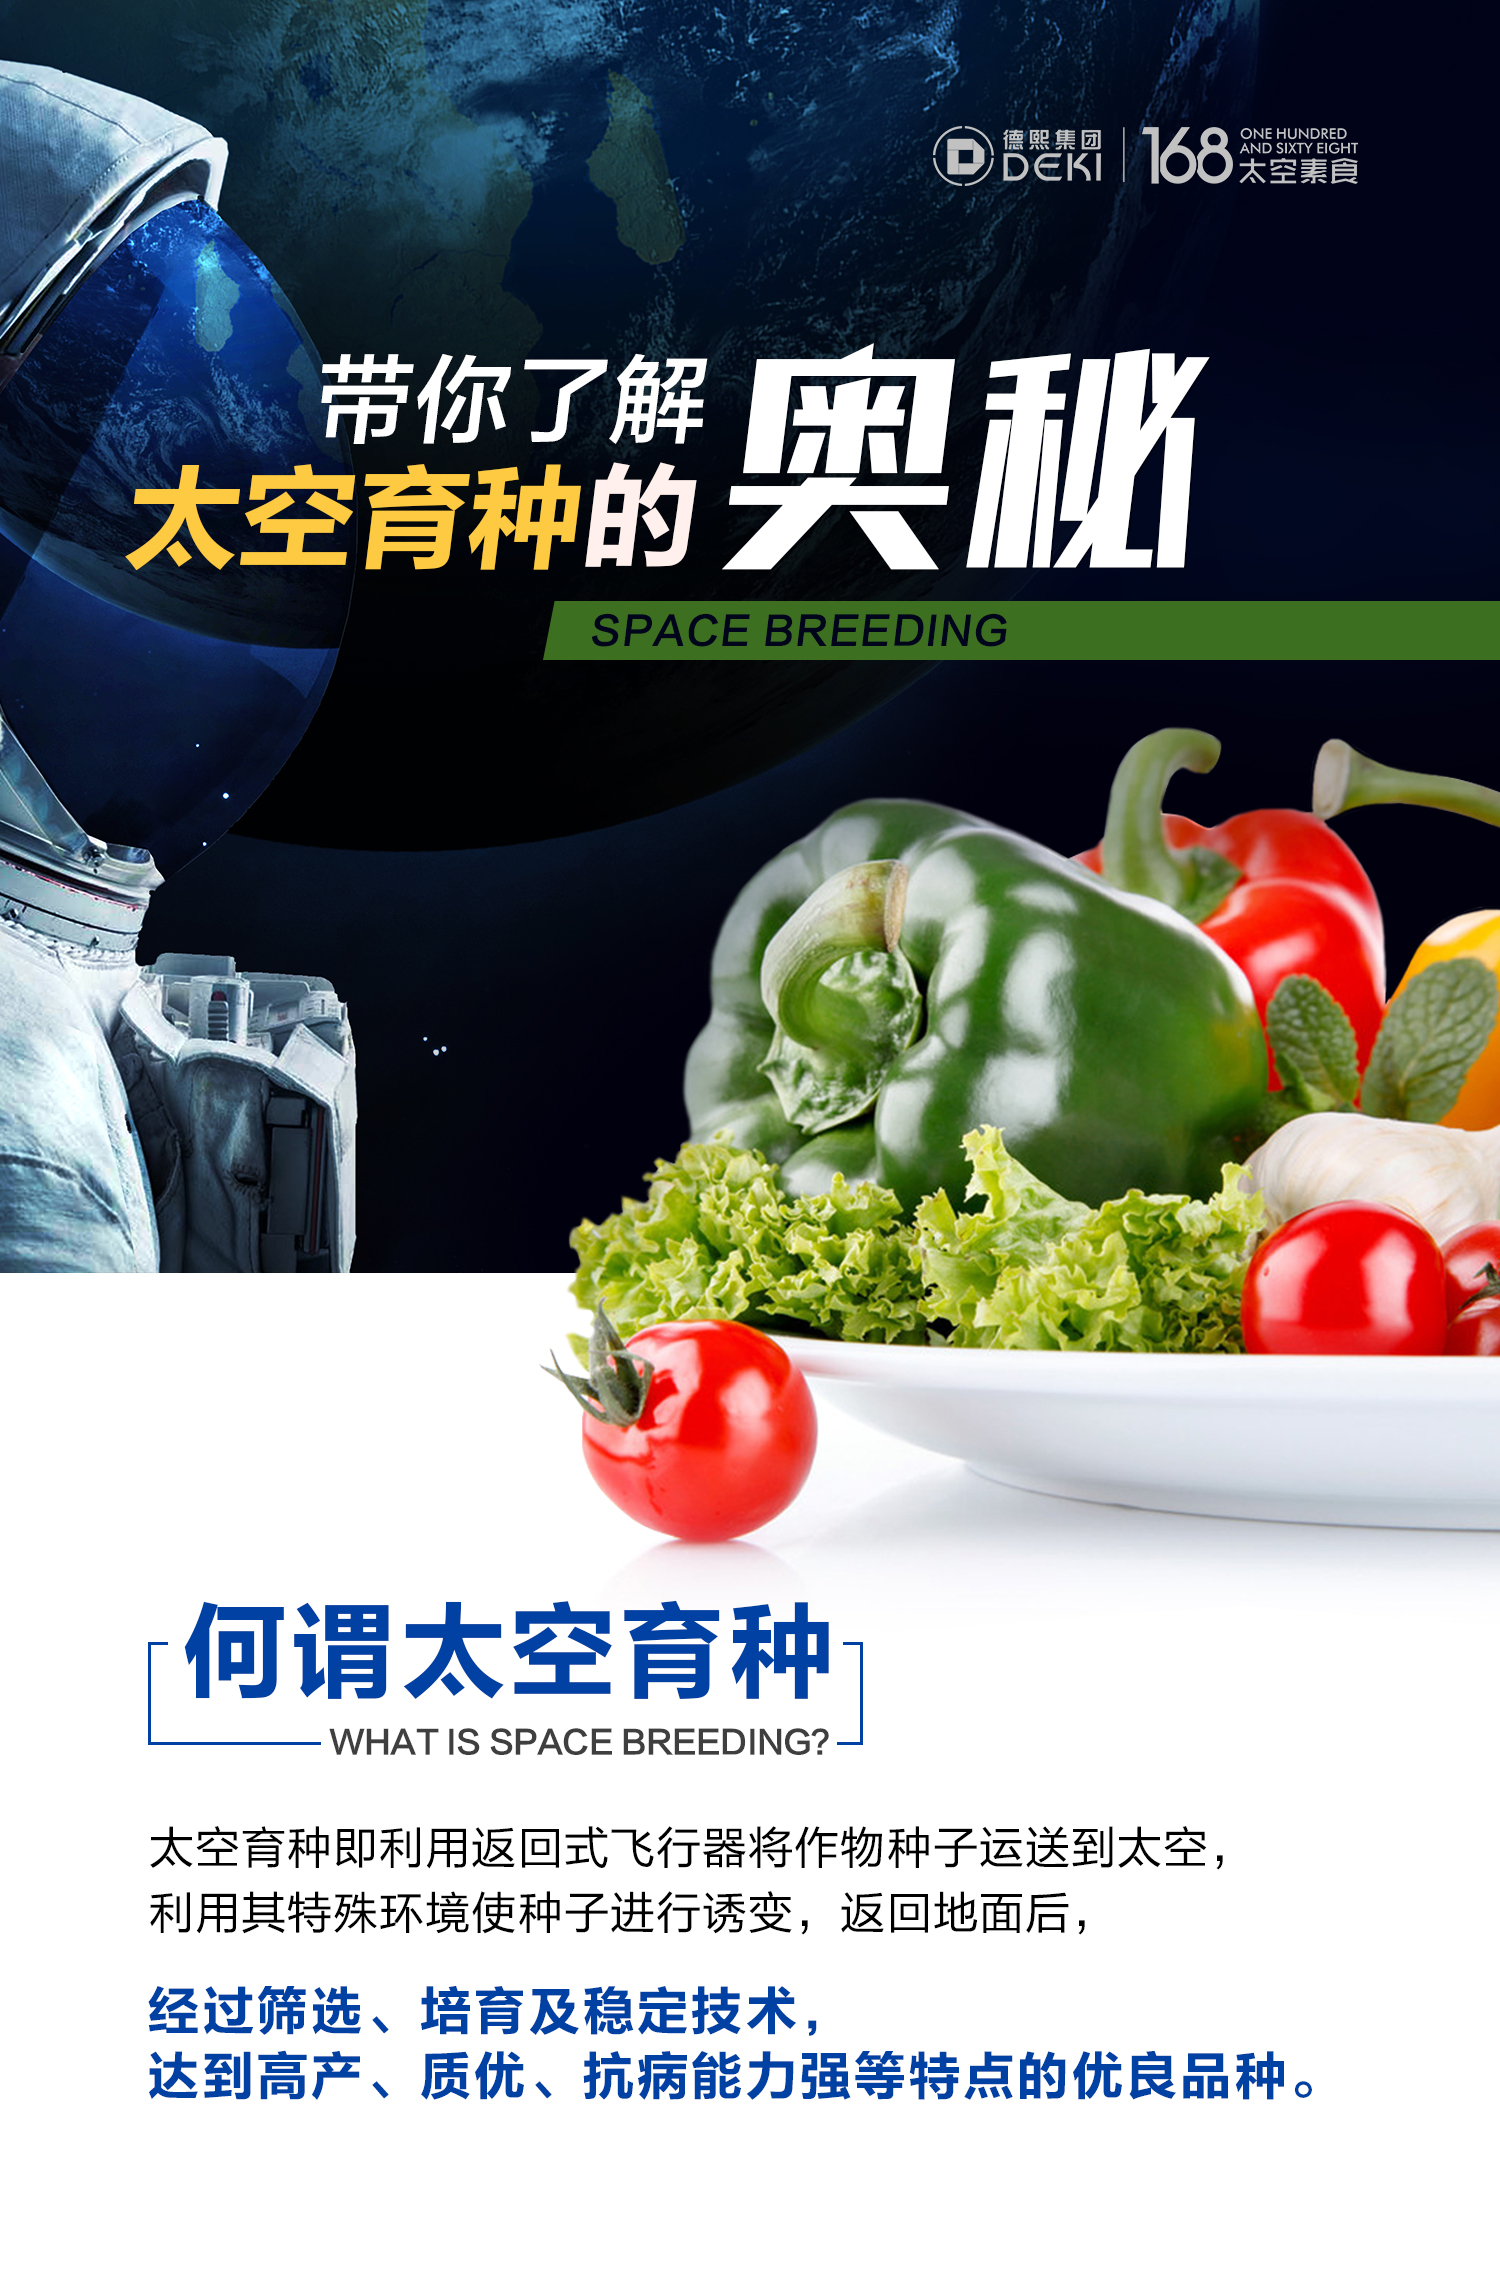 德熙集团
DEKI
168
ONE HUNDRED
AND SIXTY EIGHT
太空素食
带你了解
太空育种的奥秘
SPACE BREEDING
何谓太空育种
WHAT IS SPACE BREEDING?
太空育种即利用返回式飞行器将作物种子运送到太空，
利用其特殊环境使种子进行诱变，返回地面后，
经过筛选、培育及稳定技术，
达到高产、质优、抗病能力强等特点的优良品种。